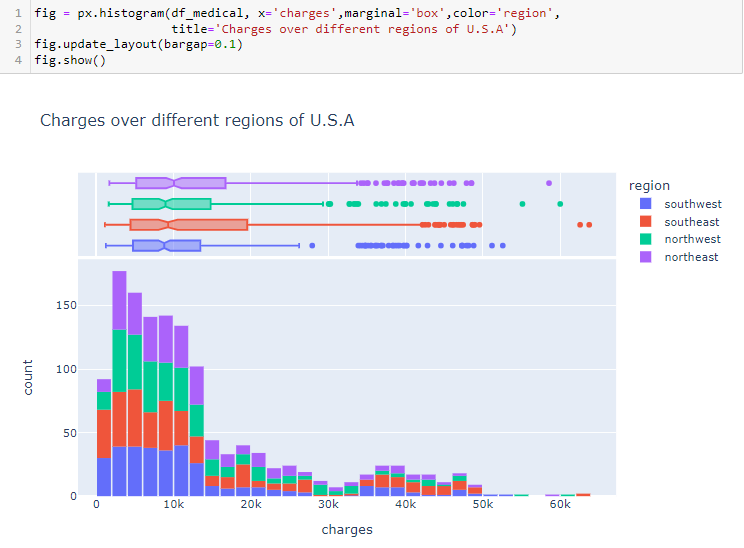 1 fig = px.histogram(df_medical, x='charges',marginal='box',color='region',
2 title='Charges over different regions of U.S.A')
3 fig.update_layout(bargap=0.1)
4 fig.show()
Charges over different regions of U.S.A
region
southwest
southeast
northwest
northeast
150
100
50
0
count
0 10k 20k 30k 40k 50k 60k
charges